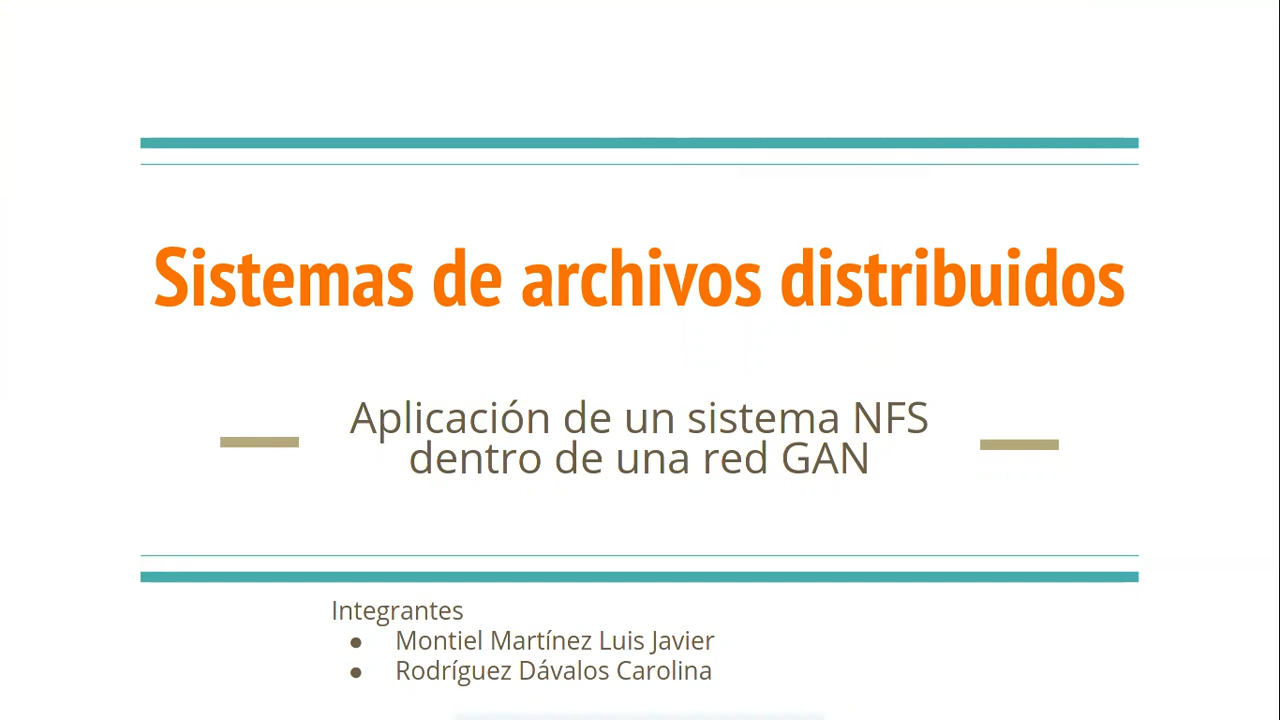 Sistemas de archivos distribuidos
Aplicación de un sistema NFS
dentro de una red GAN
Integrantes
● Montiel Martínez Luis Javier
● Rodríguez Dávalos Carolina